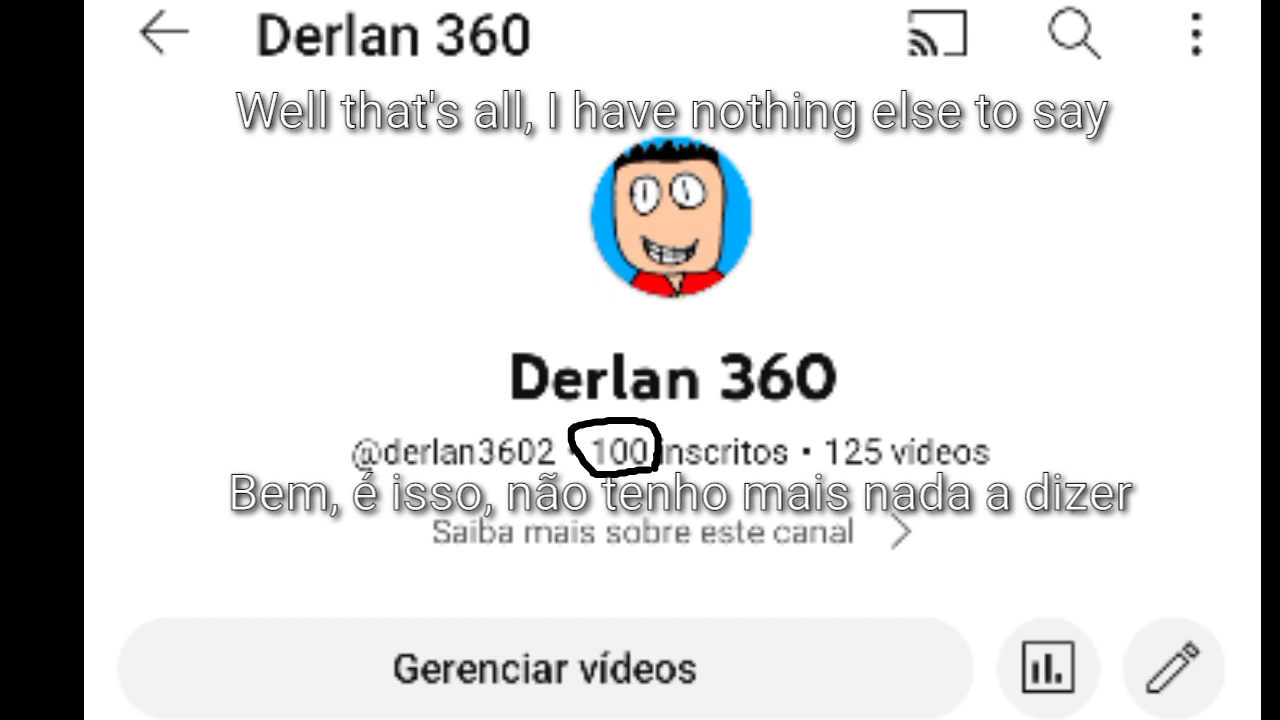 Derlan 360
Well that's all, I have nothing else to say
Derlan 360
@derlan3602 • 100 inscritos • 125 vídeos
Bem, é isso, não tenho mais nada a dizer
Saiba mais sobre este canal
Gerenciar vídeos